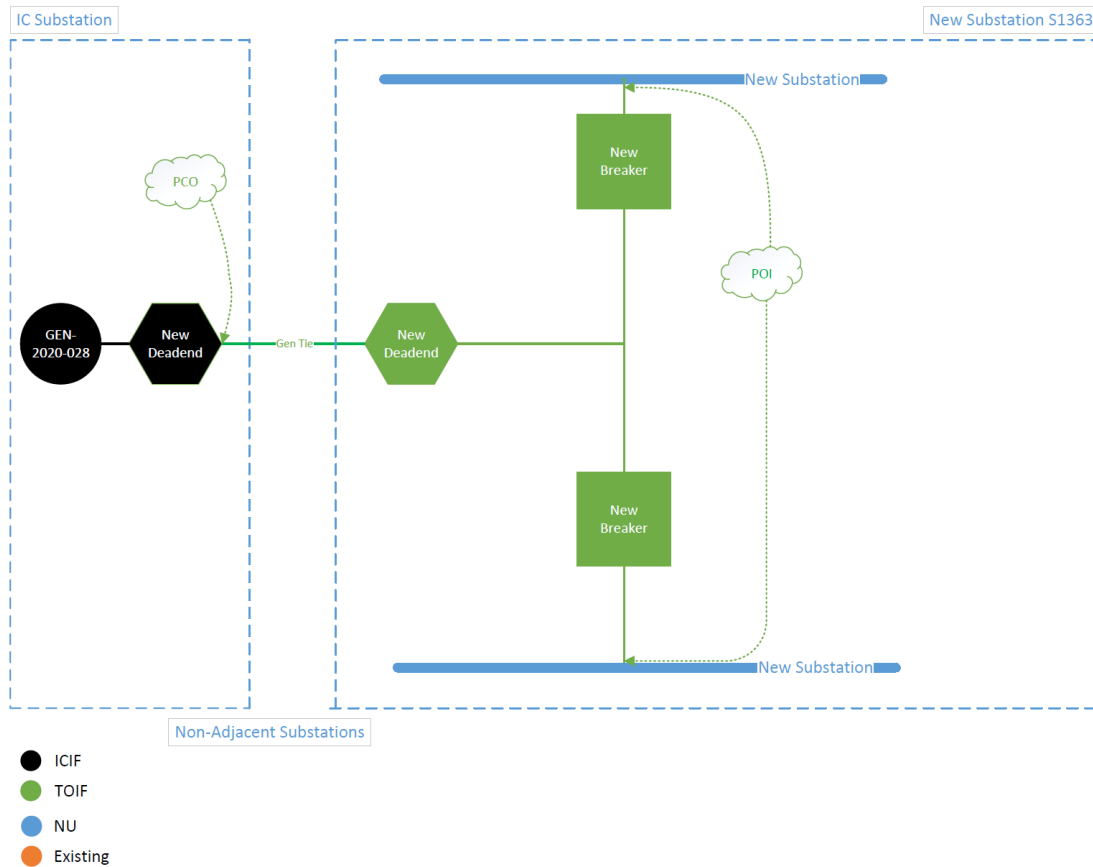 IC Substation
New Substation S1363
New Substation
New
Breaker
PCO
POI
GEN-
2020-028
New
Deadend
Gen Tie
New
Deadend
New
Breaker
New Substation
Non-Adjacent Substations
ICIF
TOIF
NU
Existing